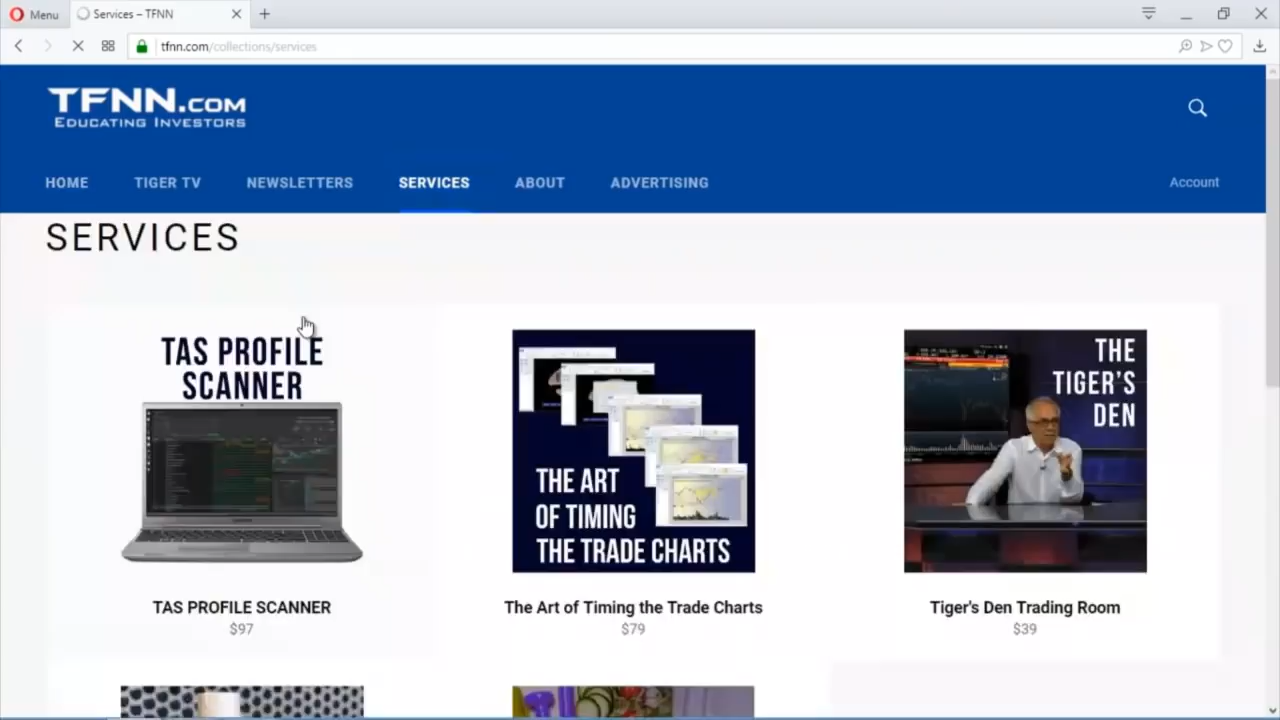 Menu
Services – TFNN
tfnn.com/collections/services
TFNN.COM
EDUCATING INVESTORS
HOME
TIGER TV
NEWSLETTERS
SERVICES
ABOUT
ADVERTISING
Account
SERVICES
TAS PROFILE
SCANNER
TAS PROFILE SCANNER
$97
THE ART
OF TIMING
THE TRADE CHARTS
The Art of Timing the Trade Charts
$79
THE
TIGER'S
DEN
Tiger's Den Trading Room
$39